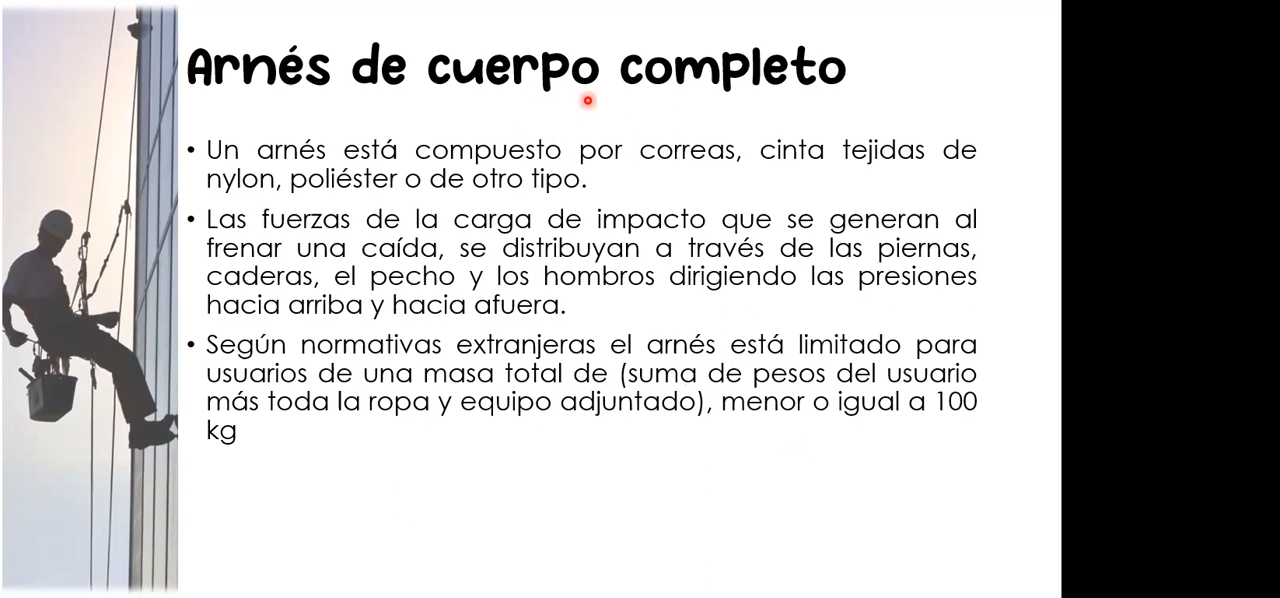 Arnés de cuerpo completo
• Un arnés está compuesto por correas, cinta tejidas de
nylon, poliéster o de otro tipo.
• Las fuerzas de la carga de impacto que se generan al
frenar una caída, se distribuyan a través de las piernas,
caderas, el pecho y los hombros dirigiendo las presiones
hacia arriba y hacia afuera.
• Según normativas extranjeras el arnés está limitado para
usuarios de una masa total de (suma de pesos del usuario
más toda la ropa y equipo adjuntado), menor o igual a 100
kg